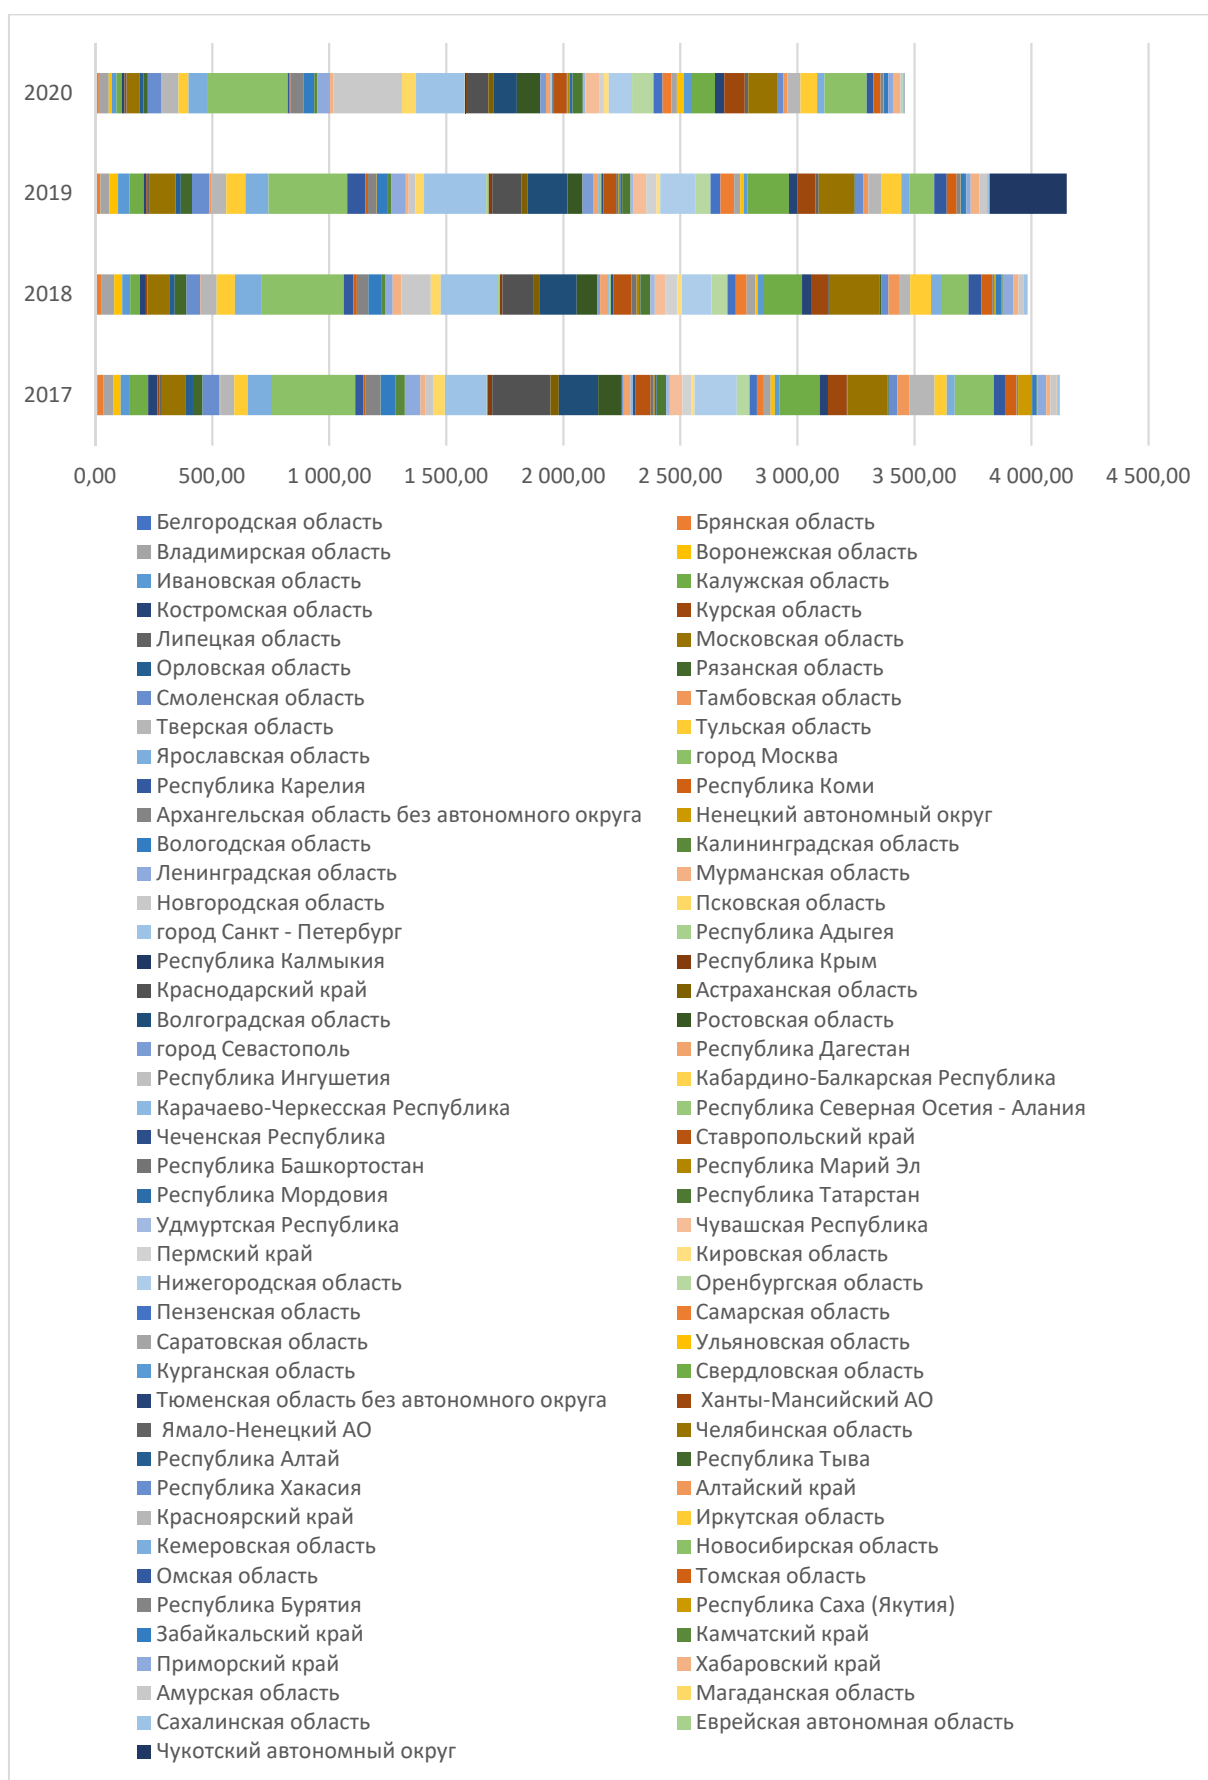 2020
2019
2018
2017
0,00 500,00 1 000,00 1 500,00 2 000,00 2 500,00 3 000,00 3 500,00 4 000,00 4 500,00
Белгородская область Брянская область
Владимирская область Воронежская область
Ивановская область Калужская область
Костромская область Курская область
Липецкая область Московская область
Орловская область Рязанская область
Смоленская область Тамбовская область
Тверская область Тульская область
Ярославская область город Москва
Республика Карелия Республика Коми
Архангельская область без автономного округа Ненецкий автономный округ
Вологодская область Калининградская область
Ленинградская область Мурманская область
Новгородская область Псковская область
город Санкт - Петербург Республика Адыгея
Республика Калмыкия Республика Крым
Краснодарский край Астраханская область
Волгоградская область Ростовская область
город Севастополь Республика Дагестан
Республика Ингушетия Кабардино-Балкарская Республика
Карачаево-Черкесская Республика Республика Северная Осетия - Алания
Чеченская Республика Ставропольский край
Республика Башкортостан Республика Марий Эл
Республика Мордовия Республика Татарстан
Удмуртская Республика Чувашская Республика
Пермский край Кировская область
Нижегородская область Оренбургская область
Пензенская область Самарская область
Саратовская область Ульяновская область
Курганская область Свердловская область
Тюменская область без автономного округа Ханты-Мансийский АО
Ямало-Ненецкий АО Челябинская область
Республика Алтай Республика Тыва
Республика Хакасия Алтайский край
Красноярский край Иркутская область
Кемеровская область Новосибирская область
Омская область Томская область
Республика Бурятия Республика Саха (Якутия)
Забайкальский край Камчатский край
Приморский край Хабаровский край
Амурская область Магаданская область
Сахалинская область Еврейская автономная область
Чукотский автономный округ